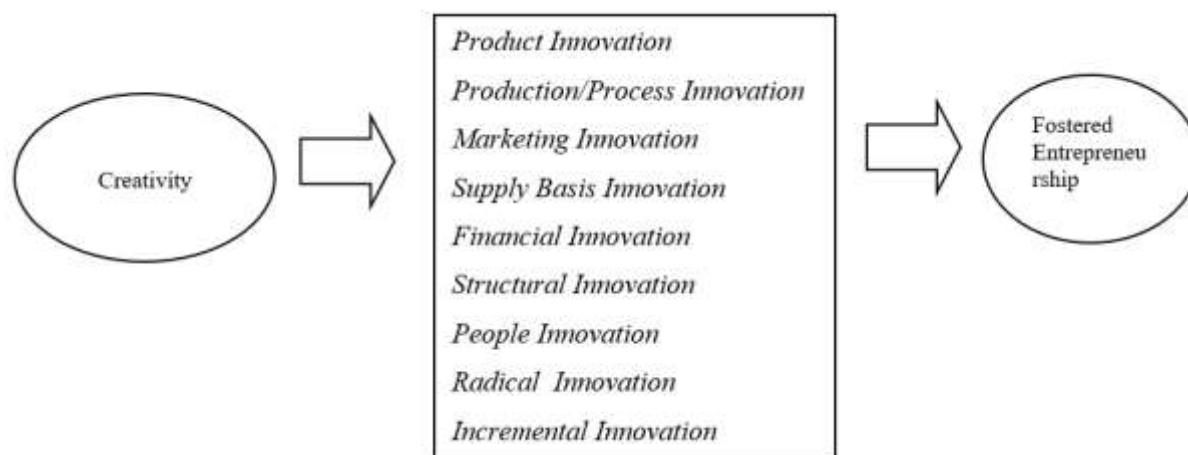 Creativity
Product Innovation
Production/Process Innovation
Marketing Innovation
Supply Basis Innovation
Financial Innovation
Structural Innovation
People Innovation
Radical  Innovation
Incremental Innovation
Fostered
Entrepreneu
rship